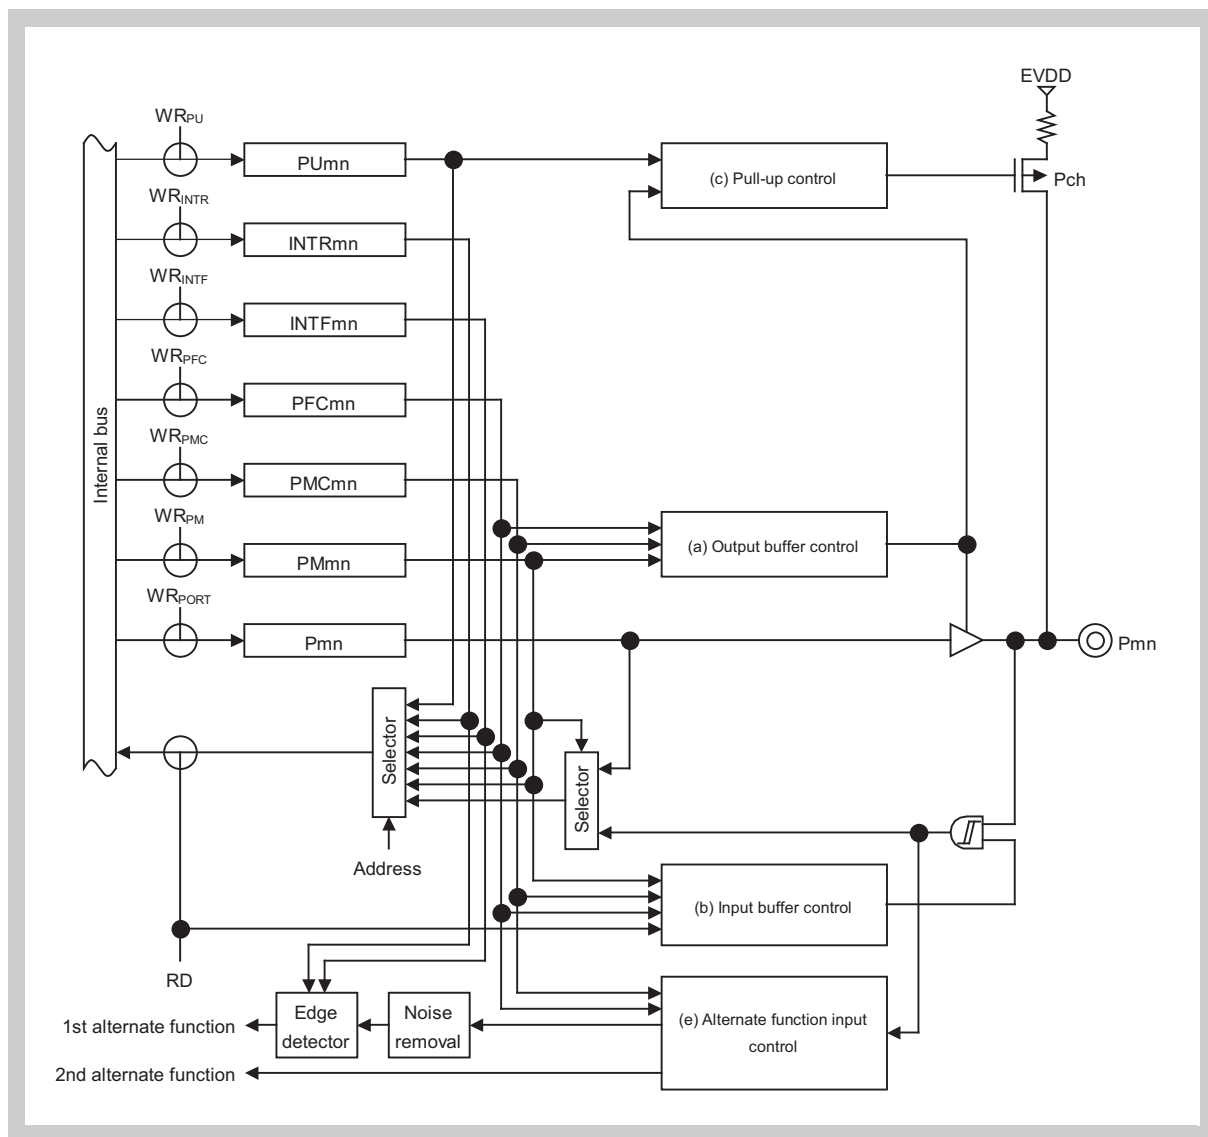 EVDD
WRPU
PUmn
(c) Pull-up control
Pch
WRINTR
INTRmn
WRINTF
INTFmn
WRPFC
PFCmn
Internal bus
WRPMC
PMCmn
WRPM
PMmn
(a) Output buffer control
WRPORT
Pmn
Pmn
Selector
Selector
Address
(b) Input buffer control
RD
Edge
detector
Noise
removal
(e) Alternate function input
control
1st alternate function
2nd alternate function